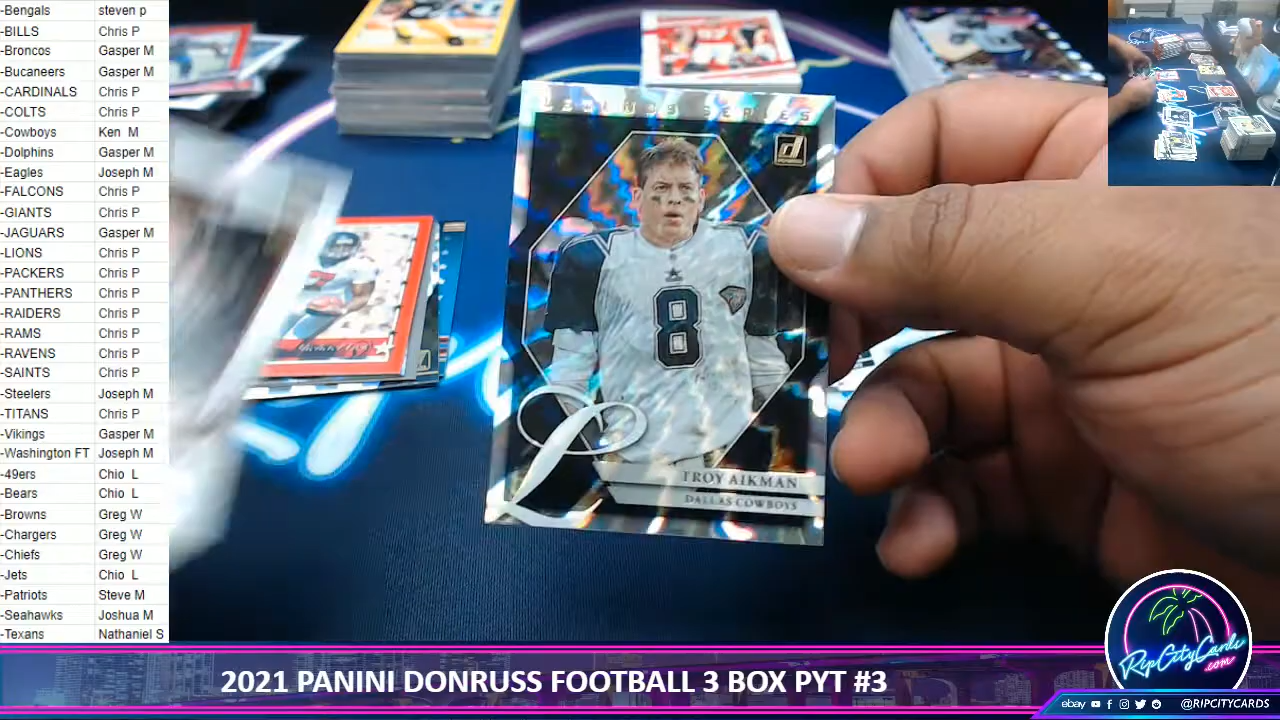 -Bengals steven p
-BILLS Chris P
-Broncos Gasper M
-Bucaneers Gasper M
-CARDINALS Chris P
-COLTS Chris P
-Cowboys Ken M
-Dolphins Gasper M
-Eagles Joseph M
-FALCONS Chris P
-GIANTS Chris P
-JAGUARS Gasper M
-LIONS Chris P
-PACKERS Chris P
-PANTHERS Chris P
-RAIDERS Chris P
-RAMS Chris P
-RAVENS Chris P
-SAINTS Chris P
-Steelers Joseph M
-TITANS Chris P
-Vikings Gasper M
-Washington FT Joseph M
-49ers Chio L
-Bears Chio L
-Browns Greg W
-Chargers Greg W
-Chiefs Greg W
-Jets Chio L
-Patriots Steve M
-Seahawks Joshua M
-Texans Nathaniel S
LEGENDS SERIES
d
8
L
TROY AIKMAN
DALLAS COWBOYS
RipCityCards
.com
2021 PANINI DONRUSS FOOTBALL 3 BOX PYT #3
ebay @RIPCITYCARDS